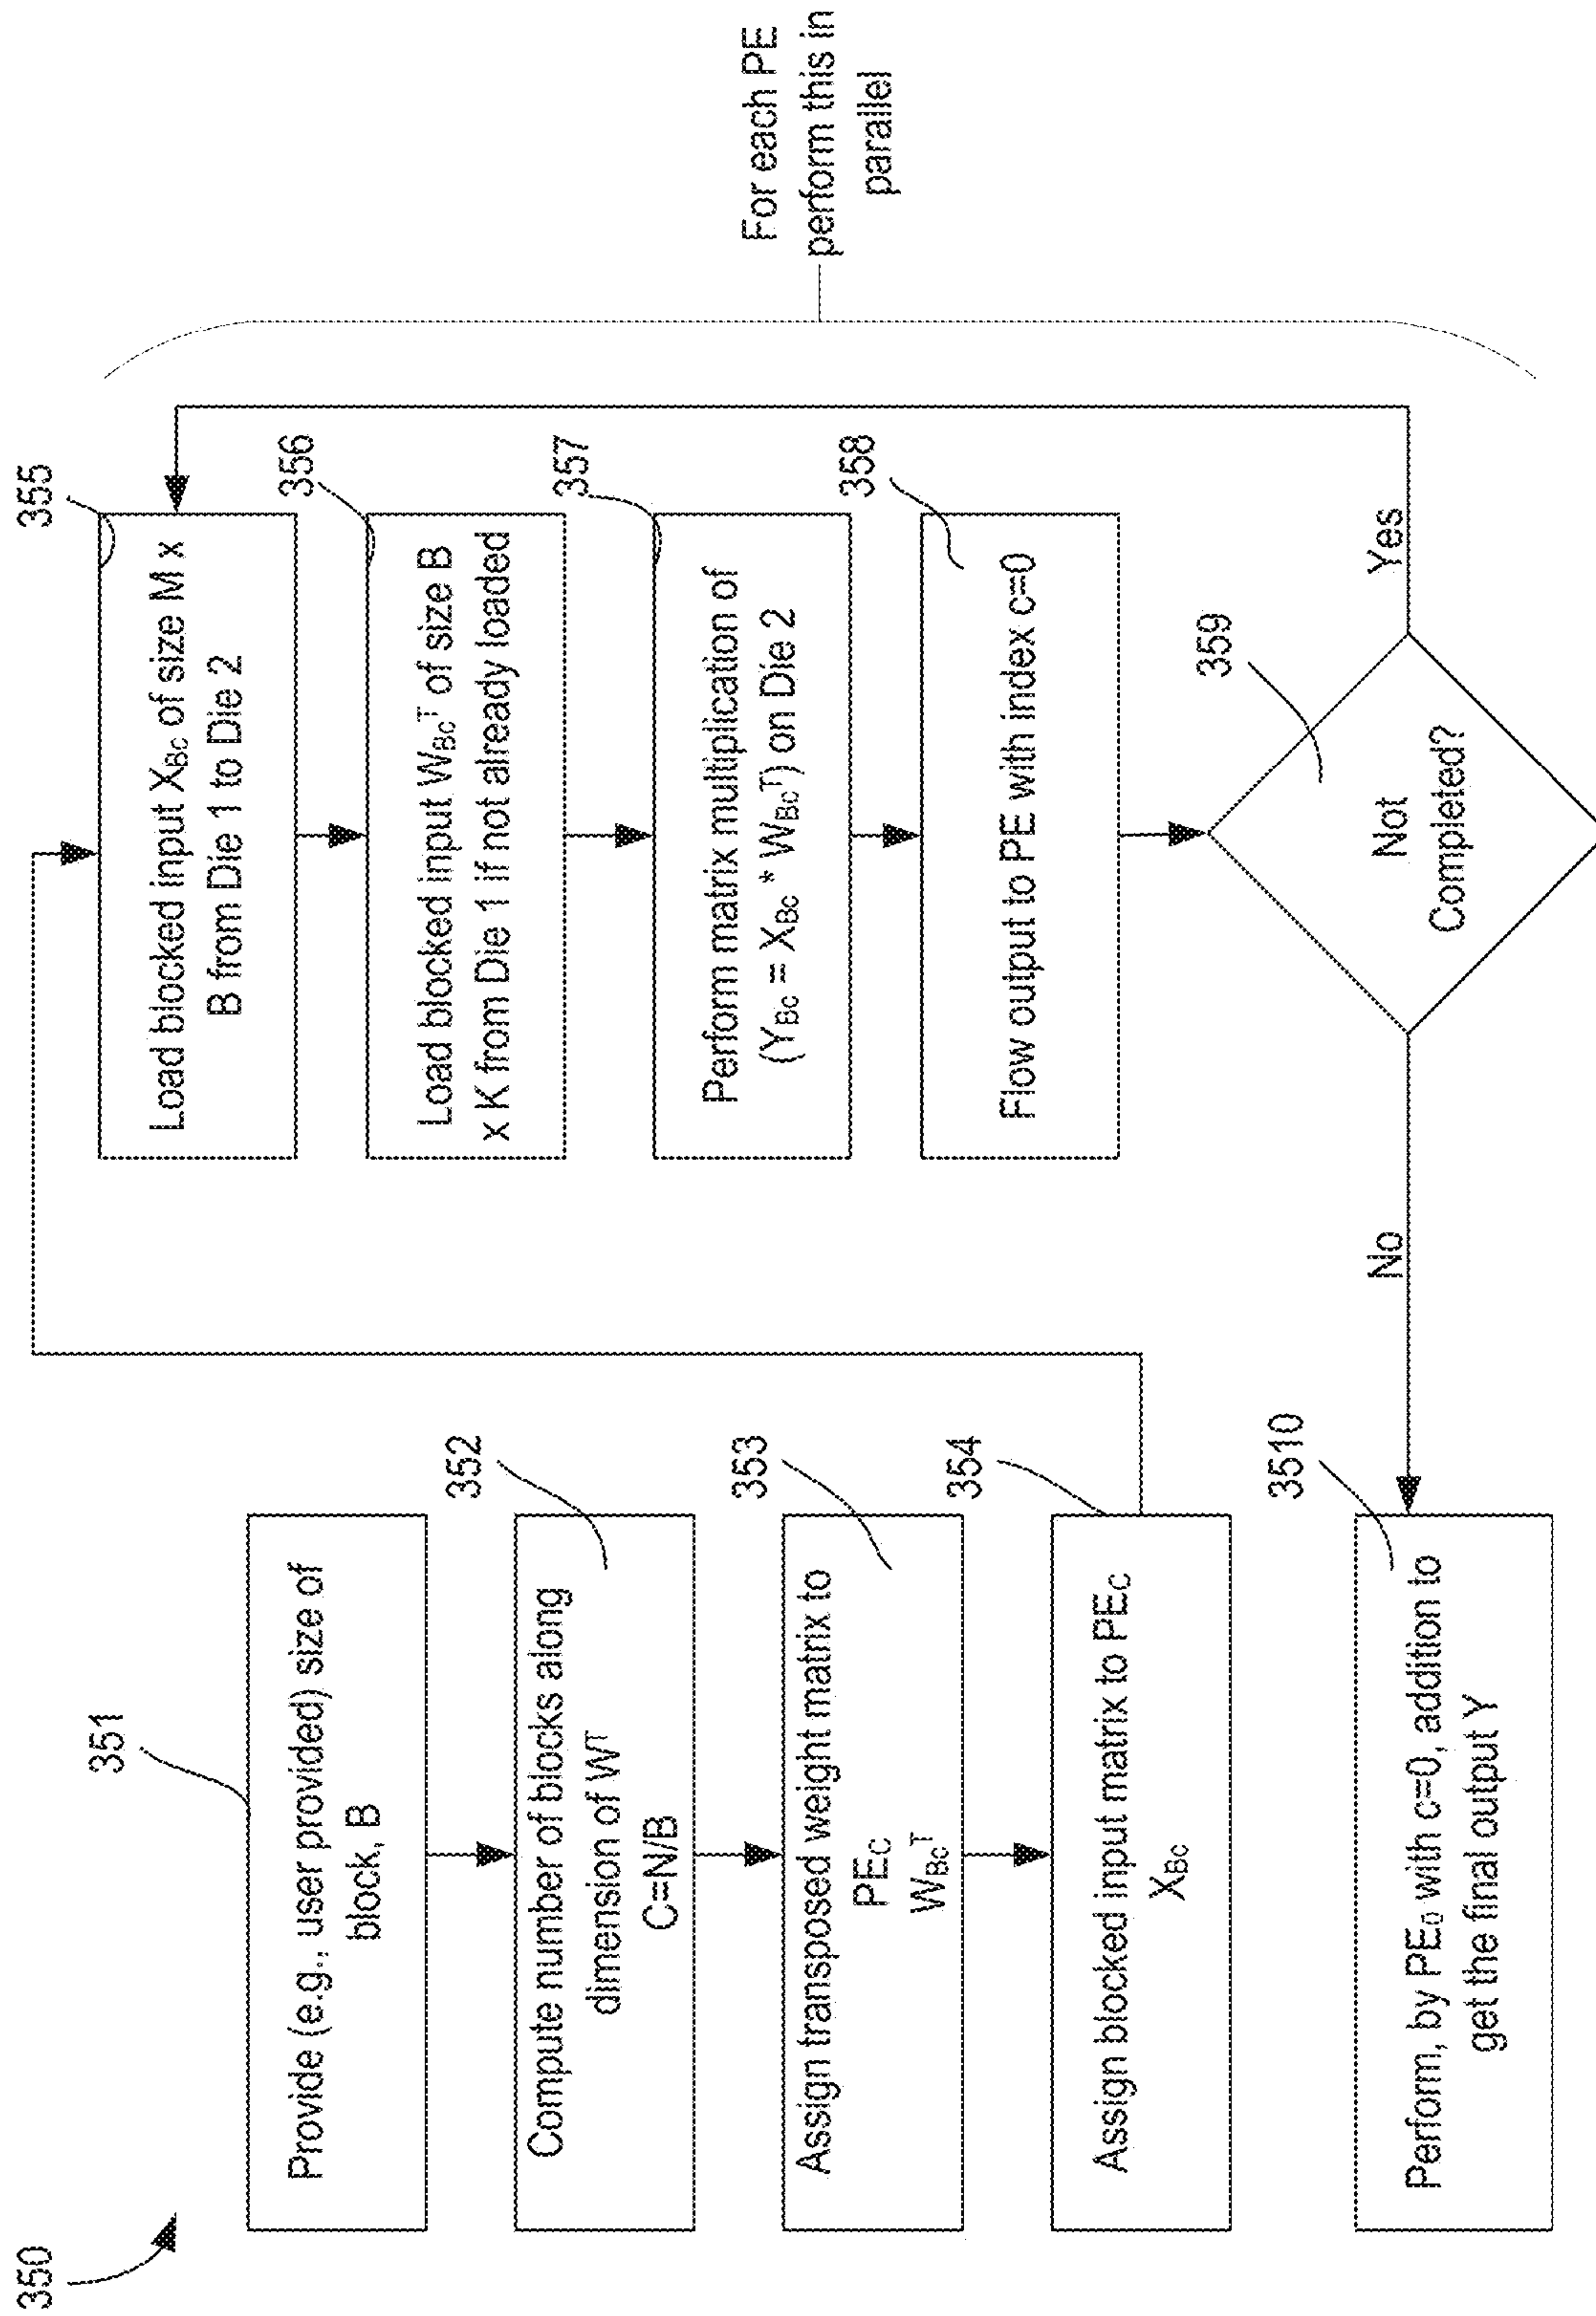 350
351
Provide (e.g., user provided) size of
block, B
352
Compute number of blocks along
dimension of Wᵀ
C=N/B
353
Assign transposed weight matrix to
PE_C
W_Bcᵀ
354
Assign blocked input matrix to PE_C
X_Bc
3510
Perform, by PE₀ with c=0, addition to
get the final output Y
355
Load blocked input X_Bc of size M x
B from Die 1 to Die 2
356
Load blocked input W_Bcᵀ of size B
x K from Die 1 if not already loaded
357
Perform matrix multiplication of
(Y_Bc = X_Bc * W_Bcᵀ) on Die 2
358
Flow output to PE with index c=0
359
Not
Completed?
No
Yes
For each PE
perform this in
parallel